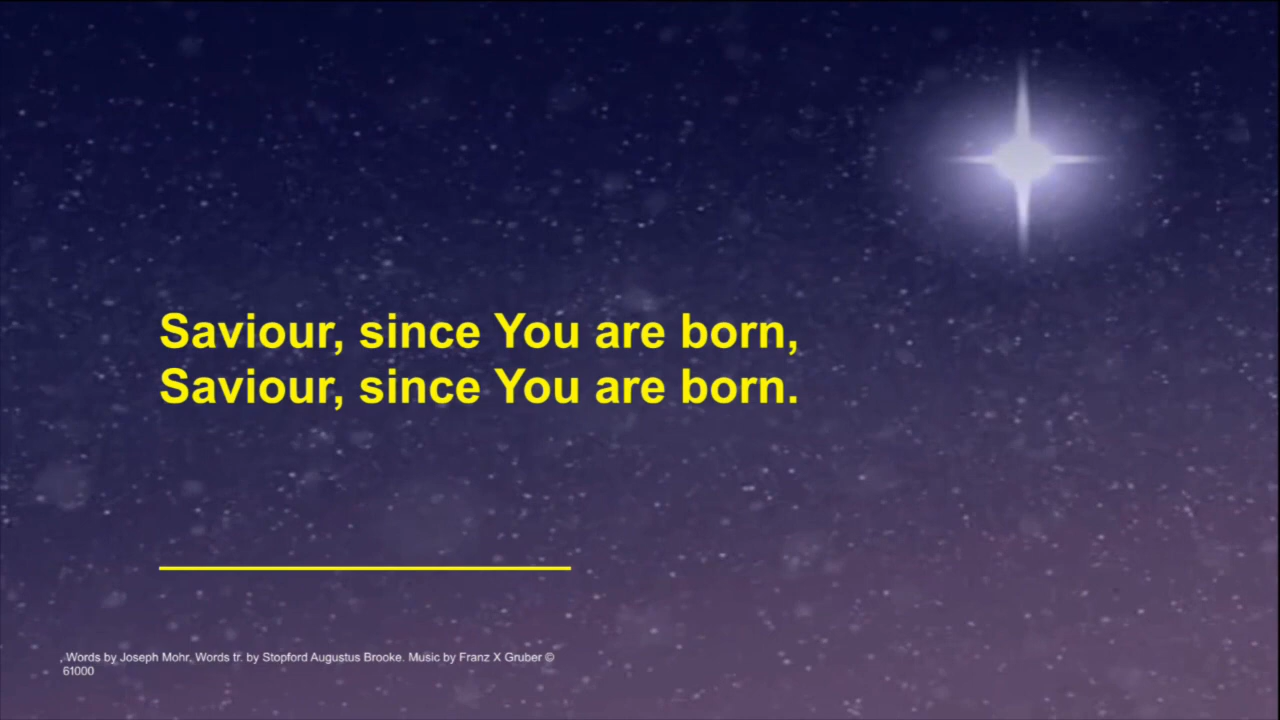 Saviour, since You are born,
Saviour, since You are born.
, Words by Joseph Mohr. Words tr. by Stopford Augustus Brooke. Music by Franz X Gruber ©
61000